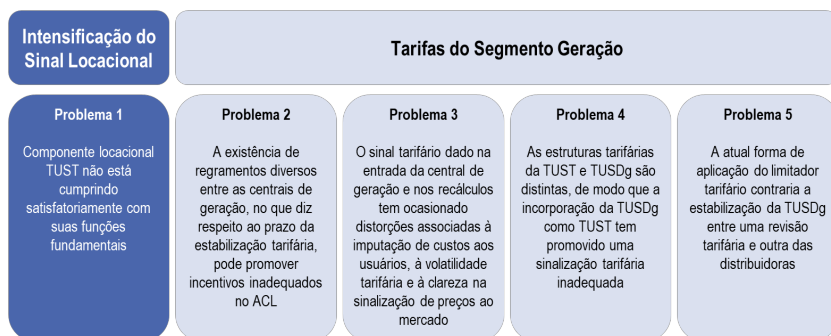 Intensificação do
Sinal Locacional
Tarifas do Segmento Geração
Problema 1
Componente locacional
TUST não está
cumprindo
satisfatoriamente com
suas funções
fundamentais
Problema 2
A existência de
regramentos diversos
entre as centrais de
geração, no que diz
respeito ao prazo da
estabilização tarifária,
pode promover
incentivos inadequados
no ACL
Problema 3
O sinal tarifário dado na
entrada da central de
geração e nos recálculos
tem ocasionado
distorções associadas à
imputação de custos aos
usuários, à volatilidade
tarifária e à clareza na
sinalização de preços ao
mercado
Problema 4
As estruturas tarifárias
da TUST e TUSDg são
distintas, de modo que a
incorporação da TUSDg
como TUST tem
promovido uma
sinalização tarifária
inadequada
Problema 5
A atual forma de
aplicação do limitador
tarifário contraria a
estabilização da TUSDg
entre uma revisão
tarifária e outra das
distribuidoras